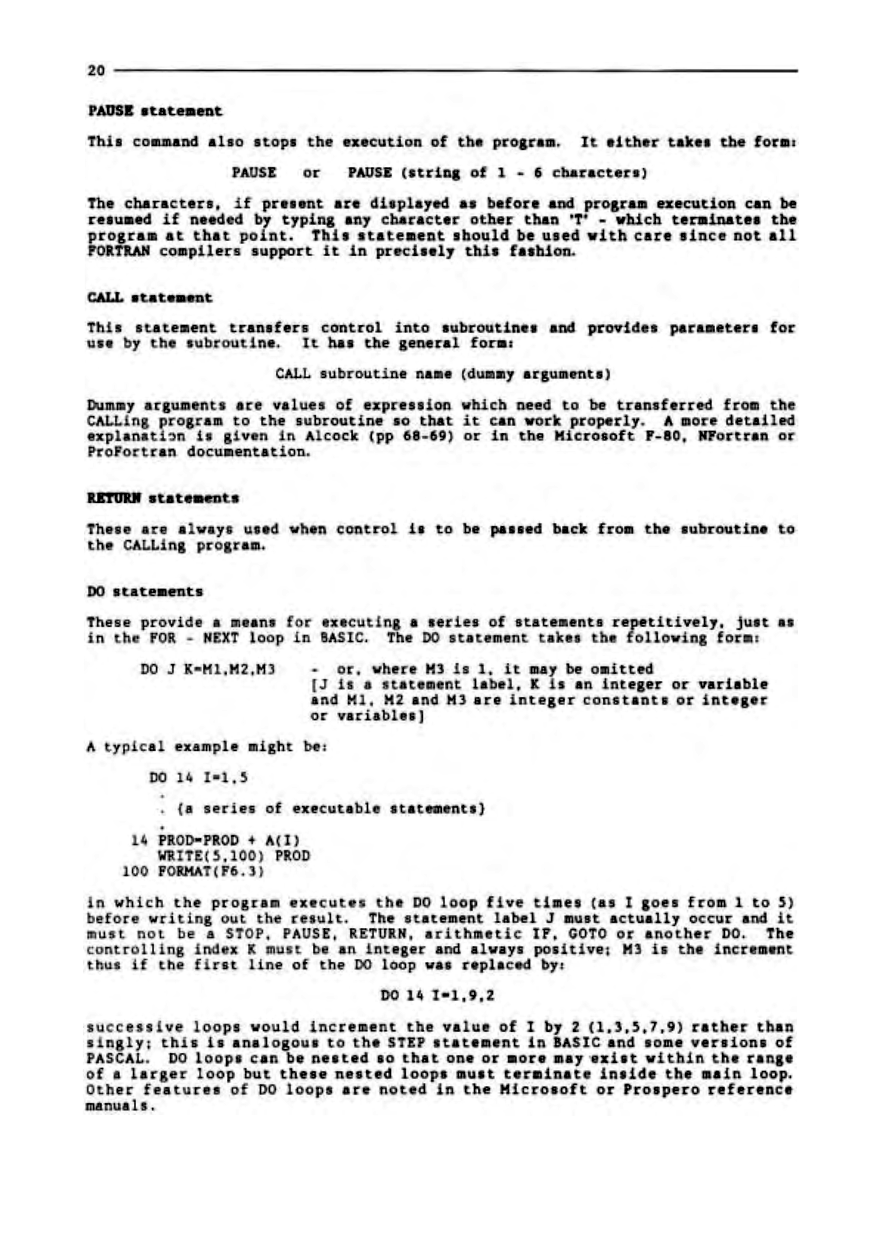 20
PAUSE statement
This command also stops the execution of the program. It either takes the form:
PAUSE or PAUSE (string of 1 - 6 characters)
The characters, if present are displayed as before and program execution can be
resumed if needed by typing any character other than 'T' - which terminates the
program at that point. This statement should be used with care since not all
FORTRAN compilers support it in precisely this fashion.
CALL statement
This statement transfers control into subroutines and provides parameters for
use by the subroutine. It has the general form:
CALL subroutine name (dummy arguments)
Dummy arguments are values of expression which need to be transferred from the
CALLing program to the subroutine so that it can work properly. A more detailed
explanation is given in Alcock (pp 68-69) or in the Microsoft F-80, NFortran or
ProFortran documentation.
RETURN statements
These are always used when control is to be passed back from the subroutine to
the CALLing program.
DO statements
These provide a means for executing a series of statements repetitively, just as
in the FOR - NEXT loop in BASIC. The DO statement takes the following form:
DO J K=M1,M2,M3 - or, where M3 is 1, it may be omitted
[J is a statement label, K is an integer or variable
and M1, M2 and M3 are integer constants or integer
or variables]
A typical example might be:
DO 14 I=1,5
.
. {a series of executable statements}
.
14 PROD=PROD + A(I)
WRITE(5,100) PROD
100 FORMAT(F6.3)
in which the program executes the DO loop five times (as I goes from 1 to 5)
before writing out the result. The statement label J must actually occur and it
must not be a STOP, PAUSE, RETURN, arithmetic IF, GOTO or another DO. The
controlling index K must be an integer and always positive; M3 is the increment
thus if the first line of the DO loop was replaced by:
DO 14 I=1,9,2
successive loops would increment the value of I by 2 (1,3,5,7,9) rather than
singly; this is analogous to the STEP statement in BASIC and some versions of
PASCAL. DO loops can be nested so that one or more may exist within the range
of a larger loop but these nested loops must terminate inside the main loop.
Other features of DO loops are noted in the Microsoft or Prospero reference
manuals.